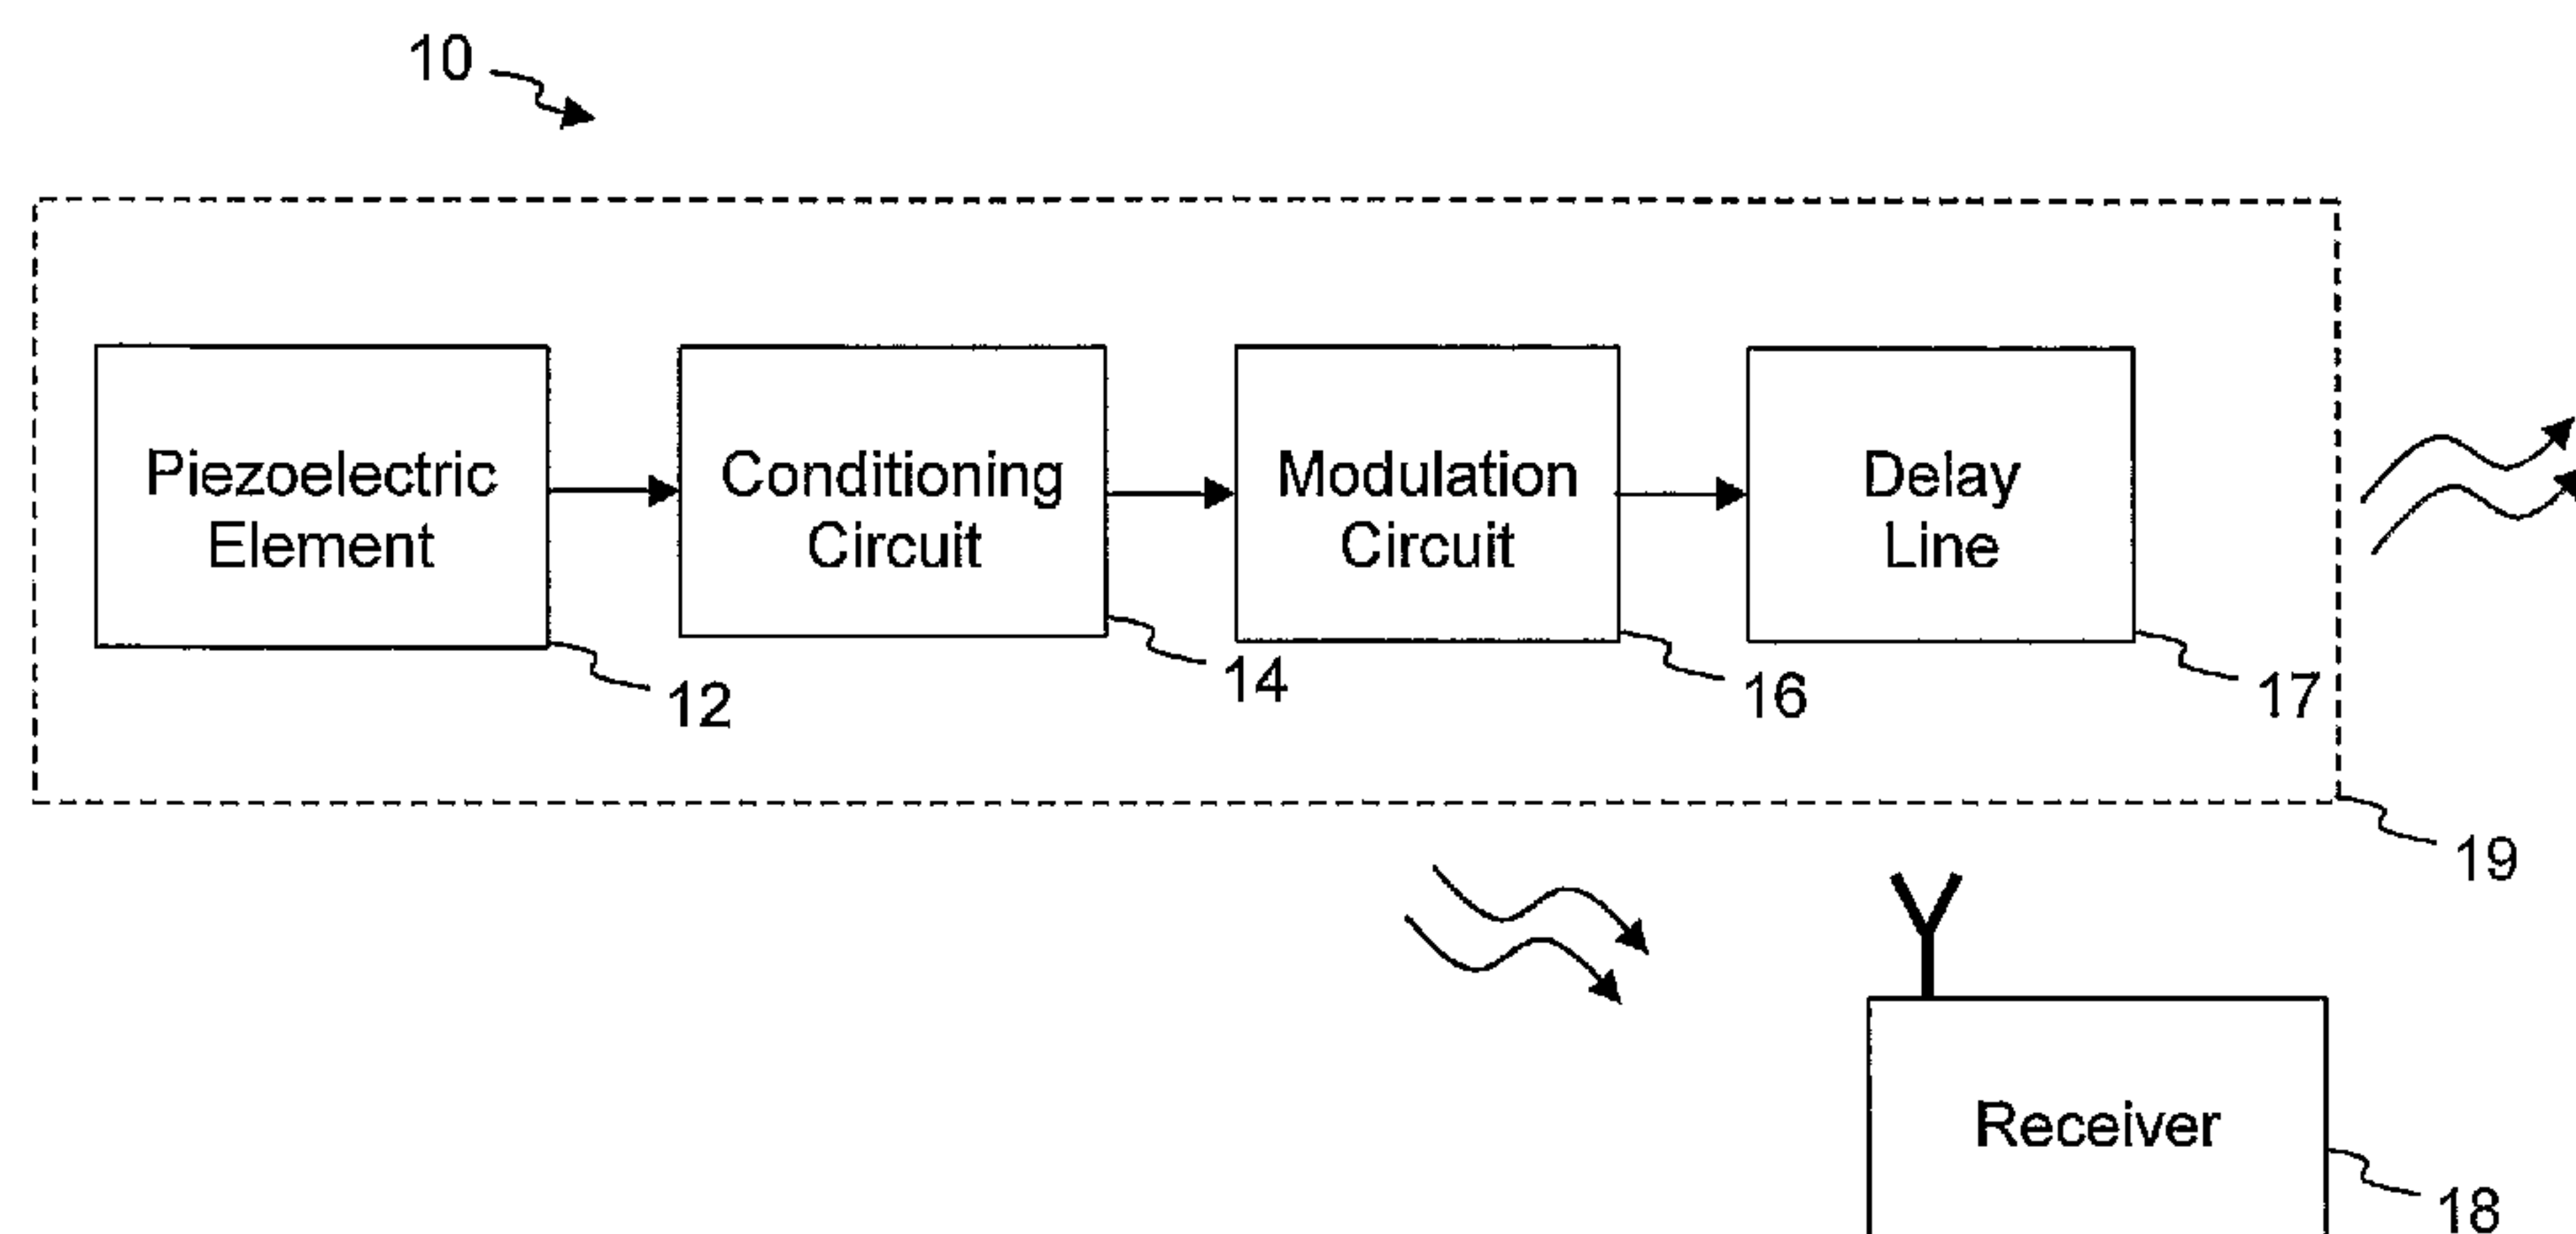 10
Piezoelectric
Element
Conditioning
Circuit
Modulation
Circuit
Delay
Line
12
14
16
17
19
Receiver
18